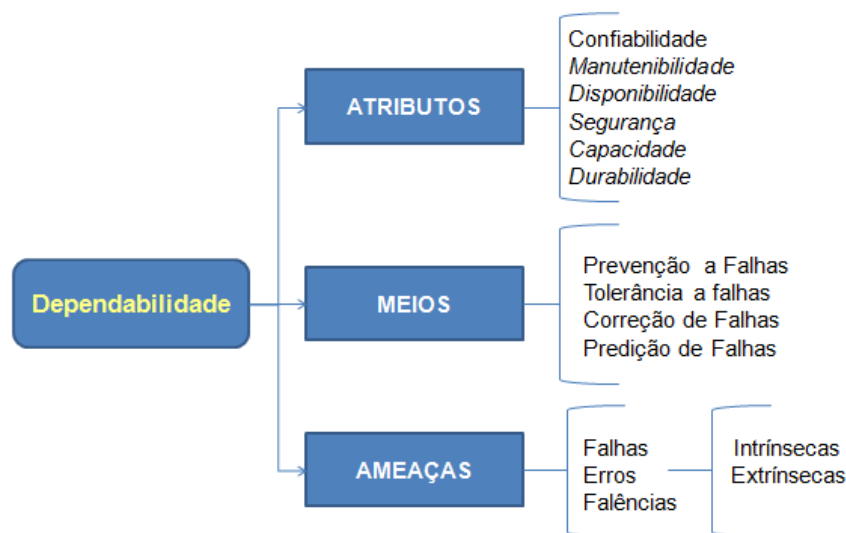 Dependabilidade
ATRIBUTOS
Confiabilidade
Manutenibilidade
Disponibilidade
Segurança
Capacidade
Durabilidade
MEIOS
Prevenção a Falhas
Tolerância a falhas
Correção de Falhas
Predição de Falhas
AMEAÇAS
Falhas
Erros
Falências
Intrínsecas
Extrínsecas